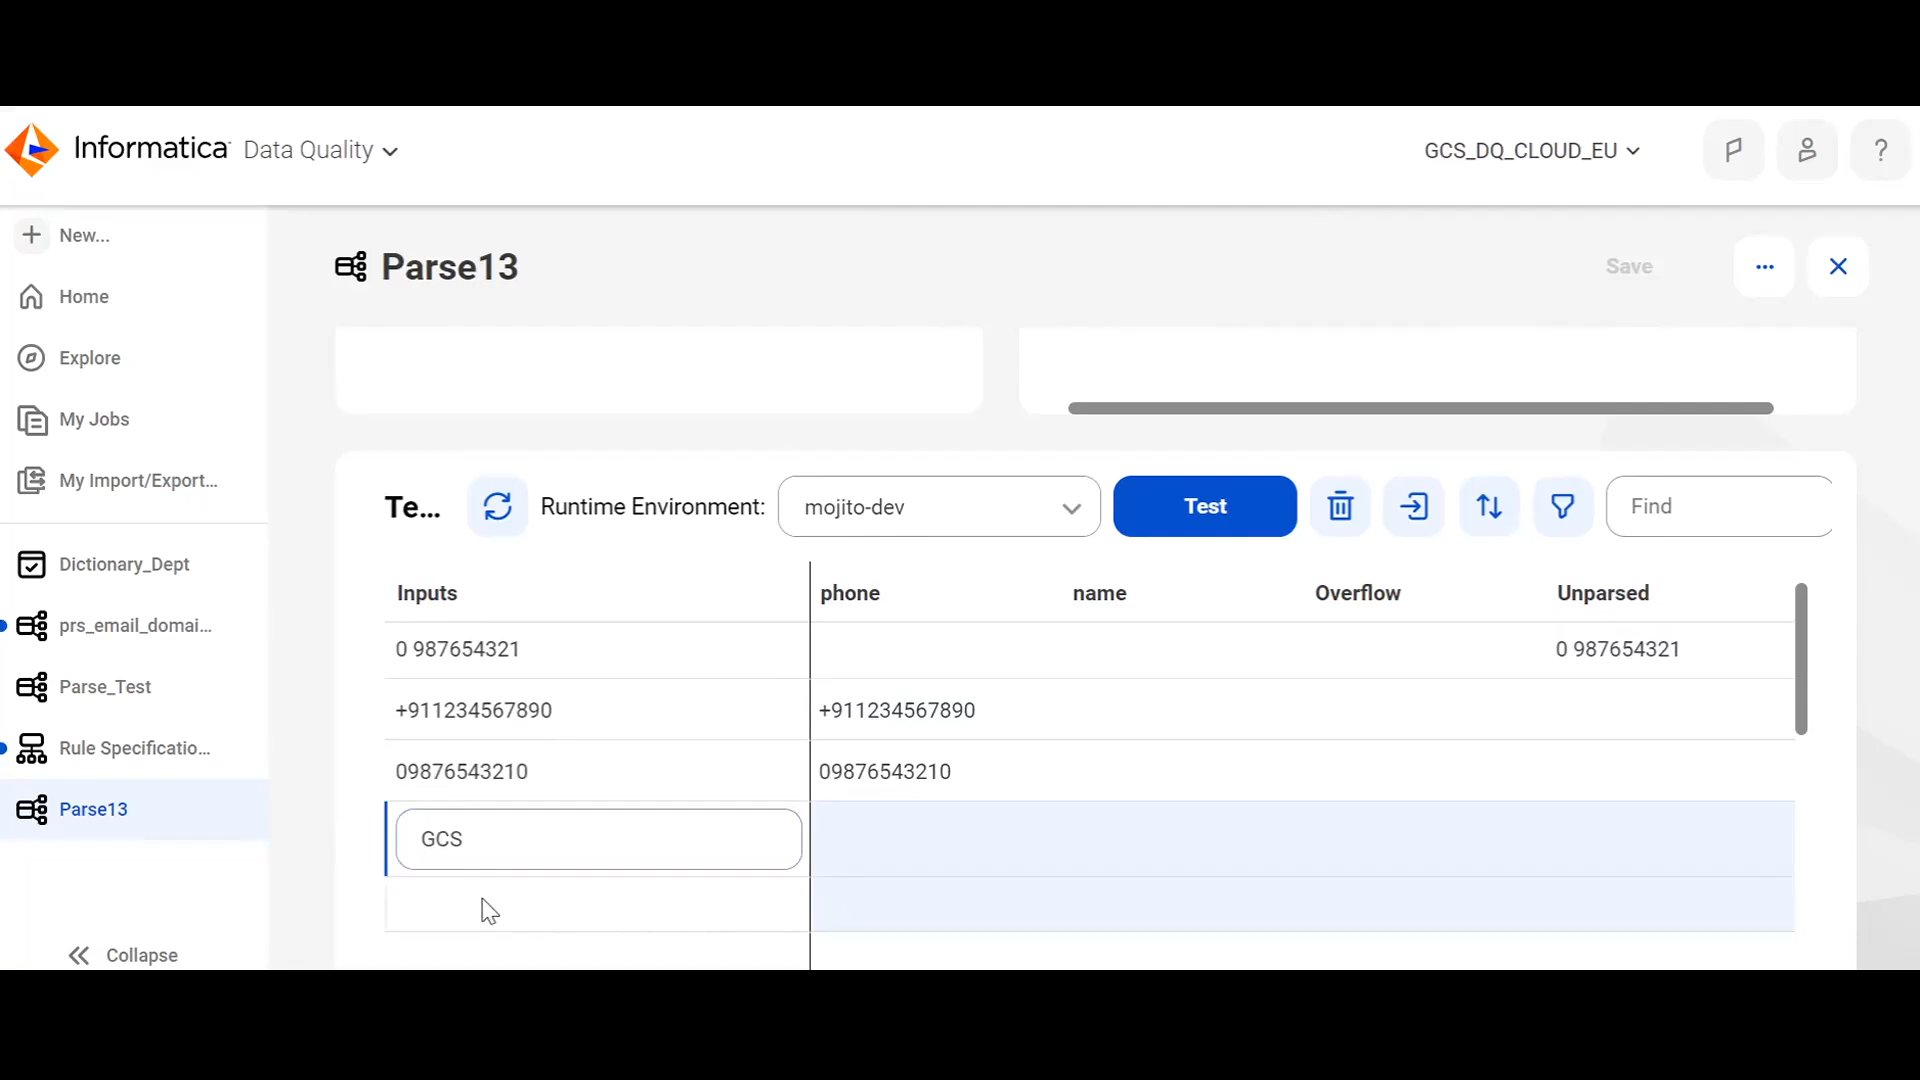 Informatica Data Quality
GCS_DQ_CLOUD_EU
?
New...
Home
Explore
My Jobs
My Import/Export...
Dictionary_Dept
prs_email_domai...
Parse_Test
Rule Specificatio...
Parse13
Collapse
Parse13
Save
Te...
Runtime Environment:
mojito-dev
Test
Find
Inputs phone name Overflow Unparsed
0 987654321 0 987654321
+911234567890 +911234567890
09876543210 09876543210
GCS